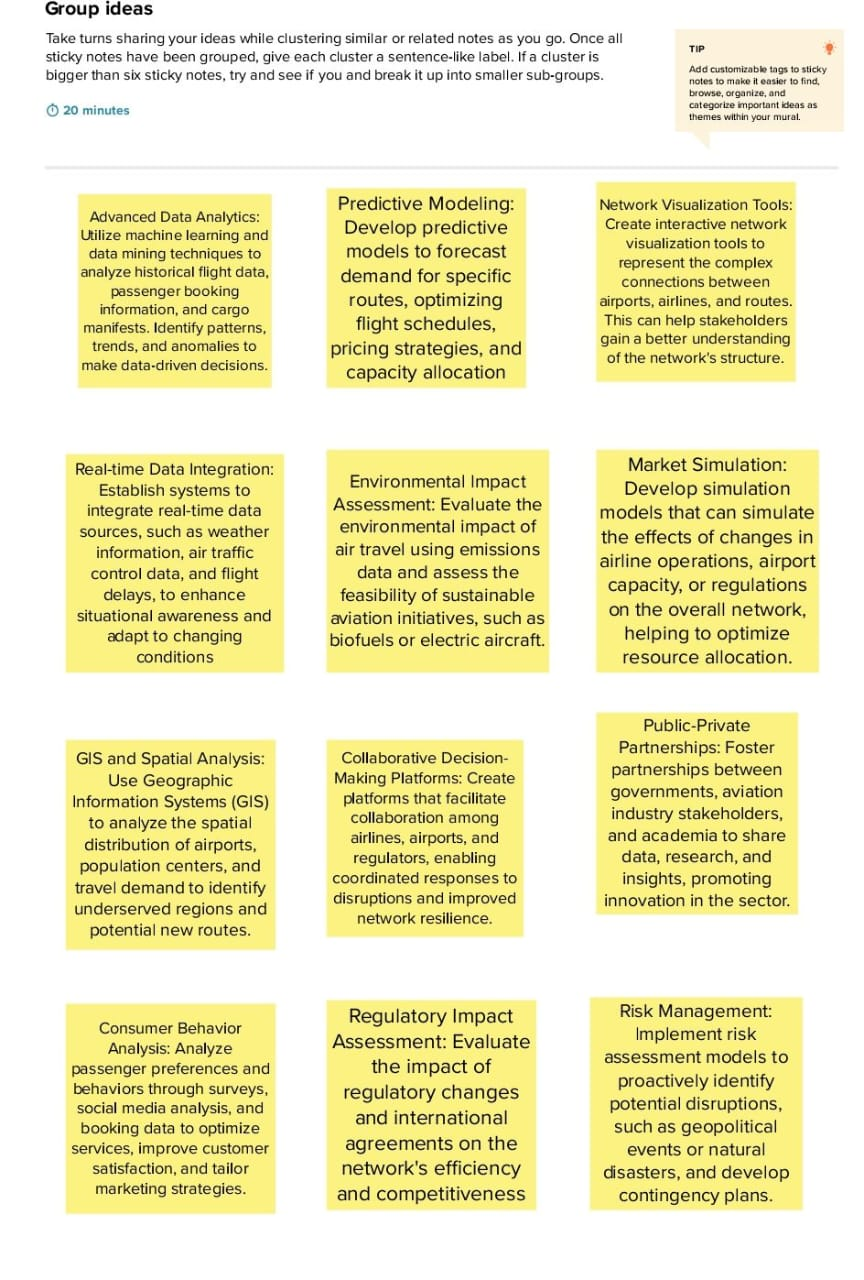 Group ideas
Take turns sharing your ideas while clustering similar or related notes as you go. Once all
sticky notes have been grouped, give each cluster a sentence-like label. If a cluster is
bigger than six sticky notes, try and see if you and break it up into smaller sub-groups.
20 minutes
TIP
Add customizable tags to sticky
notes to make it easier to find,
browse, organize, and
categorize important ideas as
themes within your mural.
Advanced Data Analytics:
Utilize machine learning and
data mining techniques to
analyze historical flight data,
passenger booking
information, and cargo
manifests. Identify patterns,
trends, and anomalies to
make data-driven decisions.
Predictive Modeling:
Develop predictive
models to forecast
demand for specific
routes, optimizing
flight schedules,
pricing strategies, and
capacity allocation
Network Visualization Tools:
Create interactive network
visualization tools to
represent the complex
connections between
airports, airlines, and routes.
This can help stakeholders
gain a better understanding
of the network's structure.
Real-time Data Integration:
Establish systems to
integrate real-time data
sources, such as weather
information, air traffic
control data, and flight
delays, to enhance
situational awareness and
adapt to changing
conditions
Environmental Impact
Assessment: Evaluate the
environmental impact of
air travel using emissions
data and assess the
feasibility of sustainable
aviation initiatives, such as
biofuels or electric aircraft.
Market Simulation:
Develop simulation
models that can simulate
the effects of changes in
airline operations, airport
capacity, or regulations
on the overall network,
helping to optimize
resource allocation.
GIS and Spatial Analysis:
Use Geographic
Information Systems (GIS)
to analyze the spatial
distribution of airports,
population centers, and
travel demand to identify
underserved regions and
potential new routes.
Collaborative Decision-
Making Platforms: Create
platforms that facilitate
collaboration among
airlines, airports, and
regulators, enabling
coordinated responses to
disruptions and improved
network resilience.
Public-Private
Partnerships: Foster
partnerships between
governments, aviation
industry stakeholders,
and academia to share
data, research, and
insights, promoting
innovation in the sector.
Consumer Behavior
Analysis: Analyze
passenger preferences and
behaviors through surveys,
social media analysis, and
booking data to optimize
services, improve customer
satisfaction, and tailor
marketing strategies.
Regulatory Impact
Assessment: Evaluate
the impact of
regulatory changes
and international
agreements on the
network's efficiency
and competitiveness
Risk Management:
Implement risk
assessment models to
proactively identify
potential disruptions,
such as geopolitical
events or natural
disasters, and develop
contingency plans.